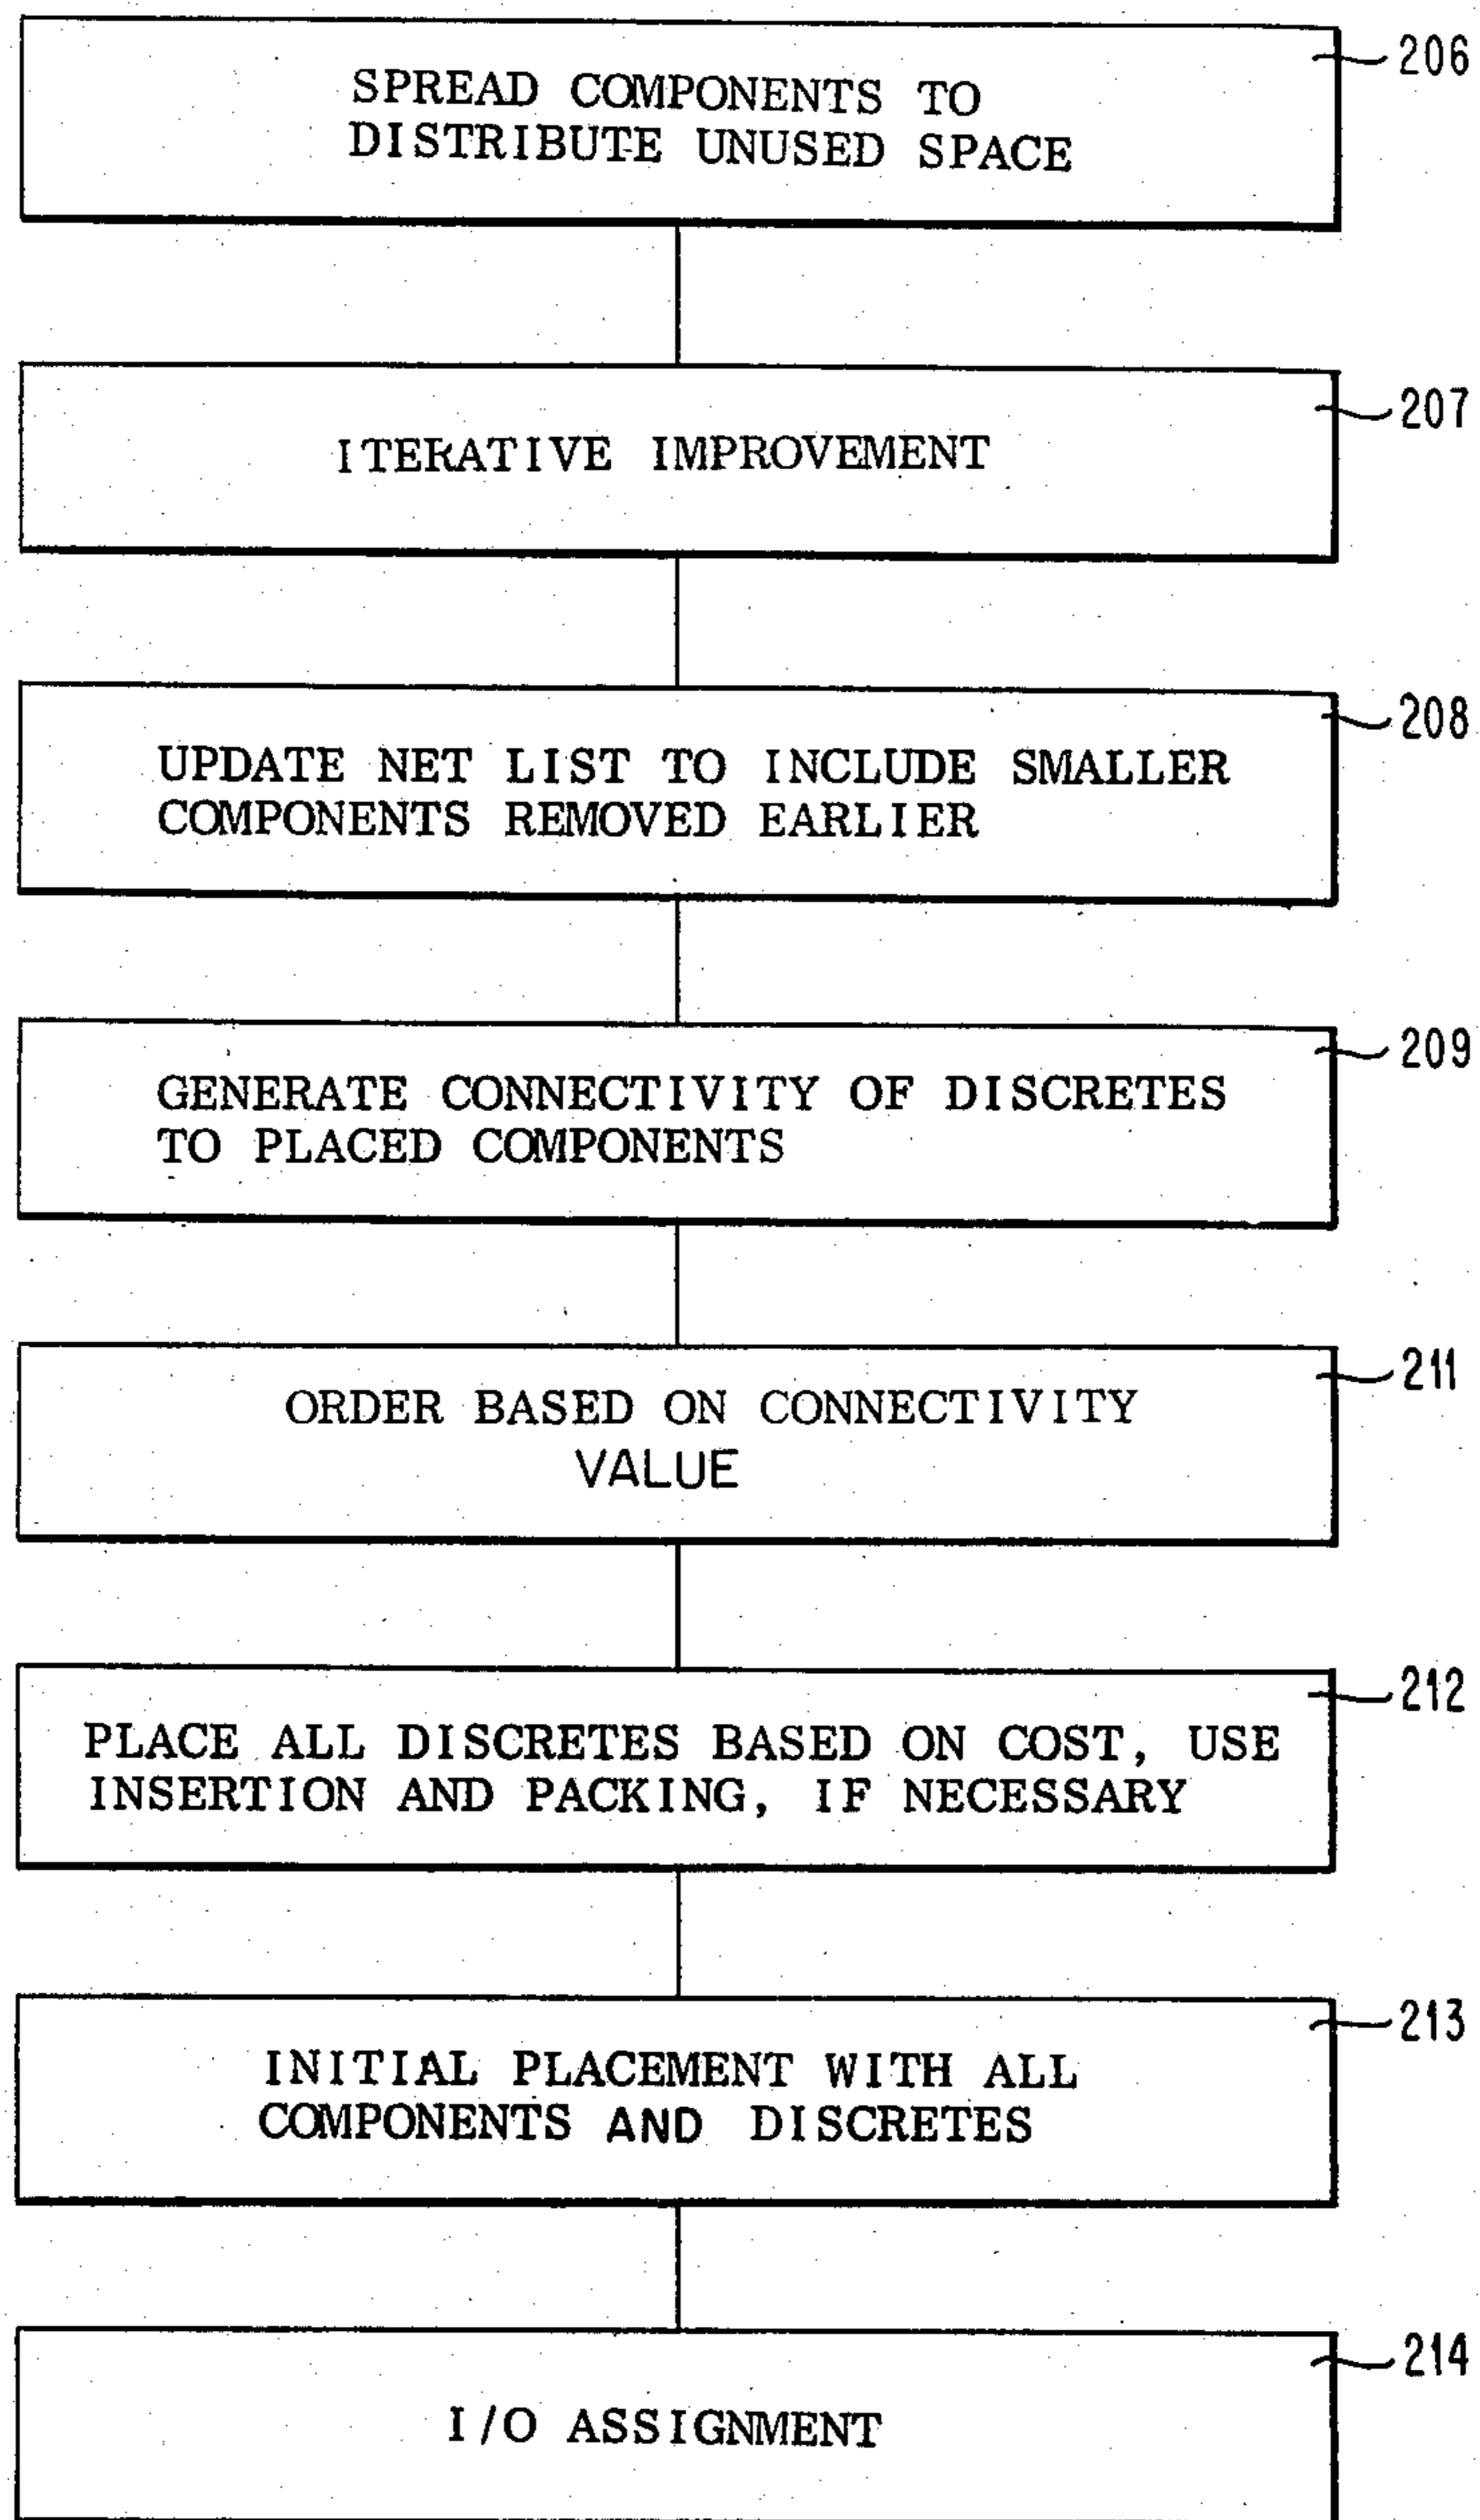 206
SPREAD COMPONENTS TO
DISTRIBUTE UNUSED SPACE
207
ITERATIVE IMPROVEMENT
208
UPDATE NET LIST TO INCLUDE SMALLER
COMPONENTS REMOVED EARLIER
209
GENERATE CONNECTIVITY OF DISCRETES
TO PLACED COMPONENTS
211
ORDER BASED ON CONNECTIVITY
VALUE
212
PLACE ALL DISCRETES BASED ON COST, USE
INSERTION AND PACKING, IF NECESSARY
213
INITIAL PLACEMENT WITH ALL
COMPONENTS AND DISCRETES
214
I/O ASSIGNMENT